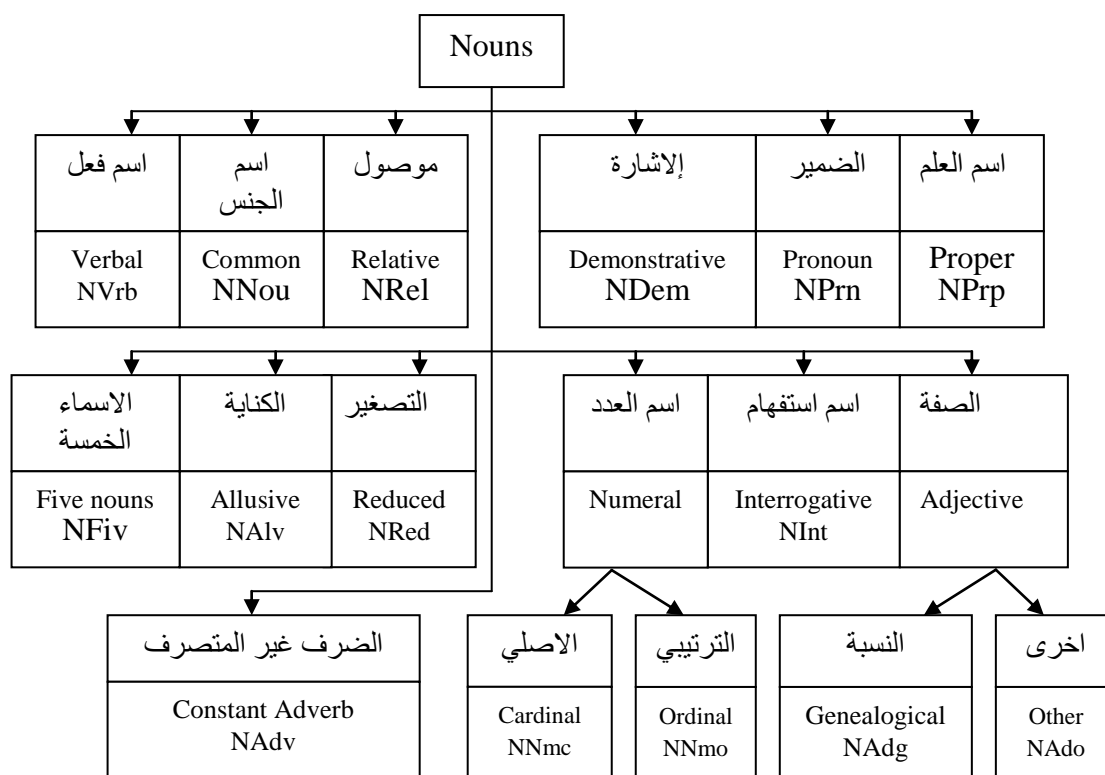 Nouns
اسم فعل
اسم
الجنس
موصول
إلاشارة
الضمير
اسم العلم
Verbal
NVrb
Common
NNou
Relative
NRel
Demonstrative
NDem
Pronoun
NPrn
Proper
NPrp
الاسماء
الخمسة
الكناية
التصغير
اسم العدد
اسم استفهام
الصفة
Five nouns
NFiv
Allusive
NAlv
Reduced
NRed
Numeral
Interrogative
NInt
Adjective
الضرف غير المتصرف
الاصلي
الترتيبي
النسبة
اخرى
Constant Adverb
NAdv
Cardinal
NNmc
Ordinal
NNmo
Genealogical
NAdg
Other
NAdo